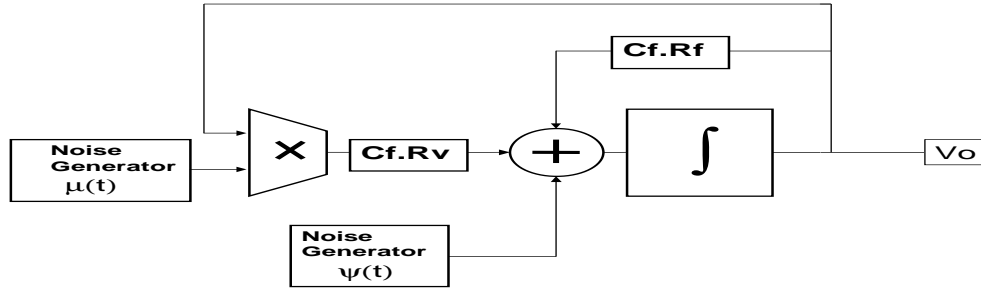 Cf.Rf
Noise
Generator
μ(t)
×
Cf.Rv
+
∫
Vo
Noise
Generator
ψ(t)